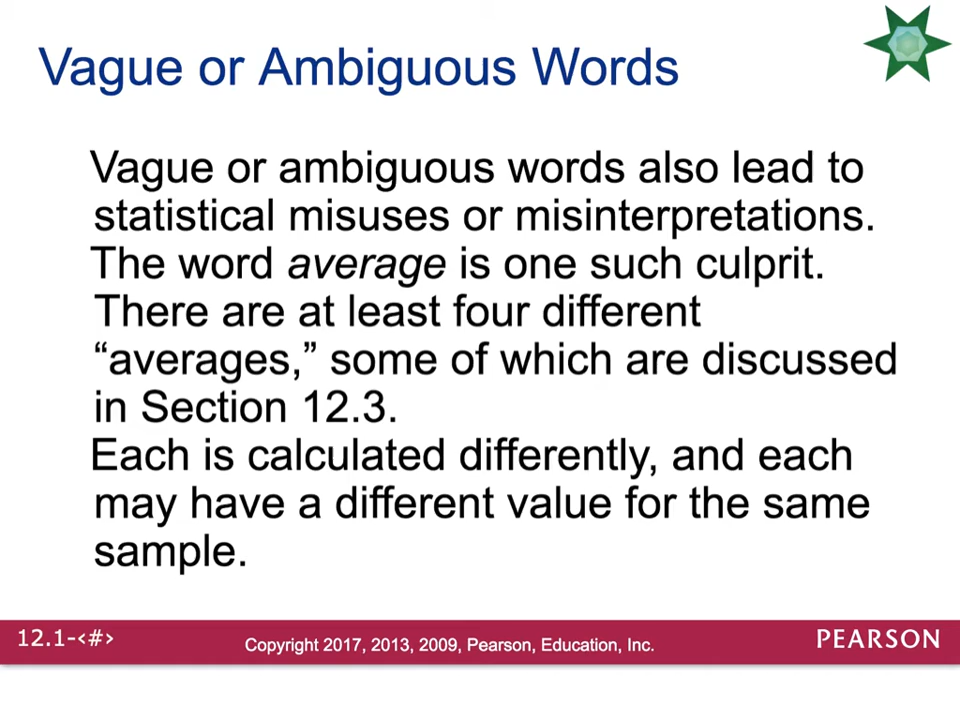 Vague or Ambiguous Words
Vague or ambiguous words also lead to
statistical misuses or misinterpretations.
The word average is one such culprit.
There are at least four different
“averages,” some of which are discussed
in Section 12.3.
Each is calculated differently, and each
may have a different value for the same
sample.
12.1-‹#›
Copyright 2017, 2013, 2009, Pearson, Education, Inc.
PEARSON